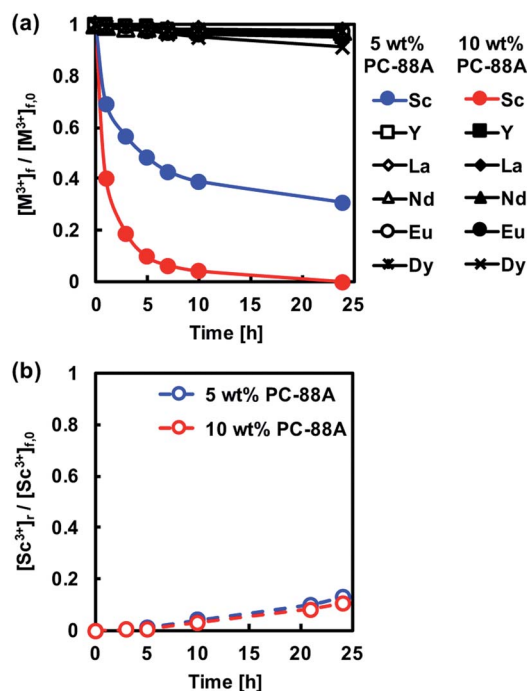 (a)
[M³⁺]f / [M³⁺]f,0
1
0.8
0.6
0.4
0.2
0
0 5 10 15 20 25
Time [h]
5 wt% 10 wt%
PC-88A PC-88A
Sc Sc
Y Y
La La
Nd Nd
Eu Eu
Dy Dy
(b)
[Sc³⁺]r / [Sc³⁺]f,0
1
0.8
0.6
0.4
0.2
0
5 wt% PC-88A
10 wt% PC-88A
0 5 10 15 20 25
Time [h]